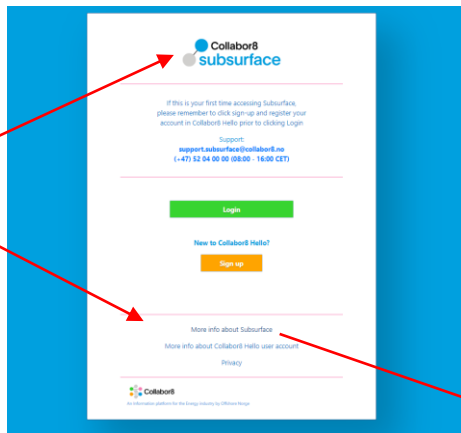 Collabor8
subsurface
If this is your first time accessing Subsurface,
please remember to click sign-up and register your
account in Collabor8 Hello prior to clicking Login
Support:
support.subsurface@collabor8.no
(+47) 52 04 00 00 (08:00 - 16:00 CET)
Login
New to Collabor8 Hello?
Sign up
More info about Subsurface
More info about Collabor8 Hello user account
Privacy
Collabor8
An information platform for the Energy Industry by Offshore Norge